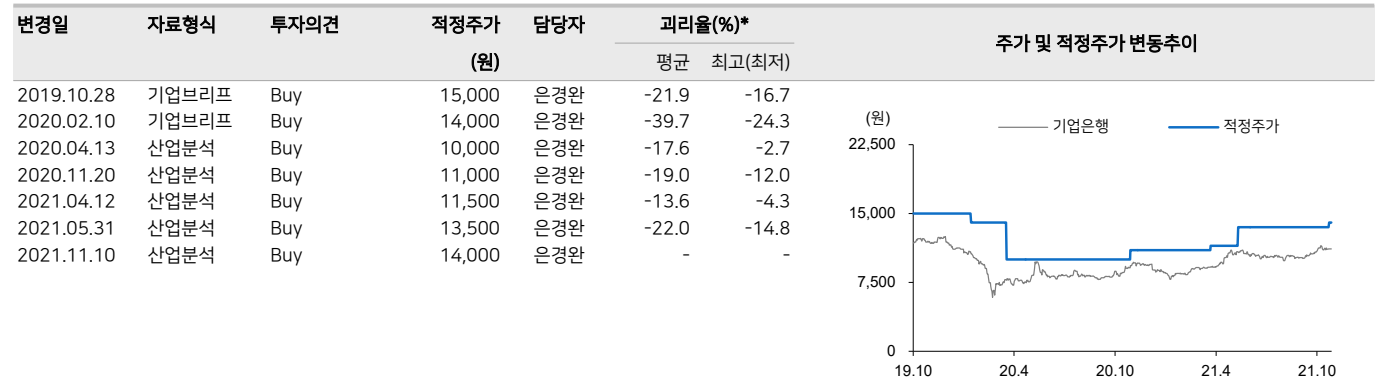 변경일 자료형식 투자의견 적정주가 담당자 괴리율(%)* 주가 및 적정주가 변동추이
(원) 평균 최고(최저)
2019.10.28 기업브리프 Buy 15,000 은경완 -21.9 -16.7
2020.02.10 기업브리프 Buy 14,000 은경완 -39.7 -24.3
2020.04.13 산업분석 Buy 10,000 은경완 -17.6 -2.7
2020.11.20 산업분석 Buy 11,000 은경완 -19.0 -12.0
2021.04.12 산업분석 Buy 11,500 은경완 -13.6 -4.3
2021.05.31 산업분석 Buy 13,500 은경완 -22.0 -14.8
2021.11.10 산업분석 Buy 14,000 은경완 - -
(원) 기업은행 적정주가
22,500
15,000
7,500
0
19.10 20.4 20.10 21.4 21.10